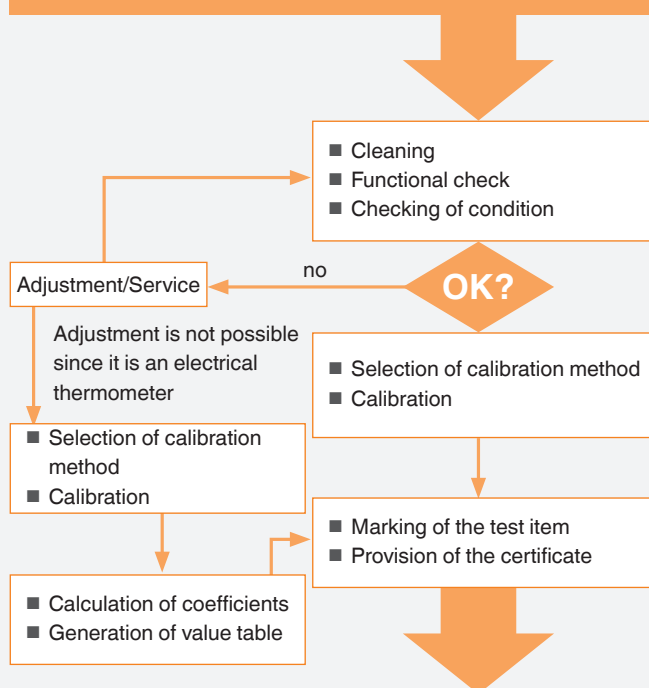 ■ Cleaning
■ Functional check
■ Checking of condition
OK?
no
Adjustment/Service
Adjustment is not possible
since it is an electrical
thermometer
■ Selection of calibration method
■ Calibration
■ Selection of calibration
method
■ Calibration
■ Marking of the test item
■ Provision of the certificate
■ Calculation of coefficients
■ Generation of value table